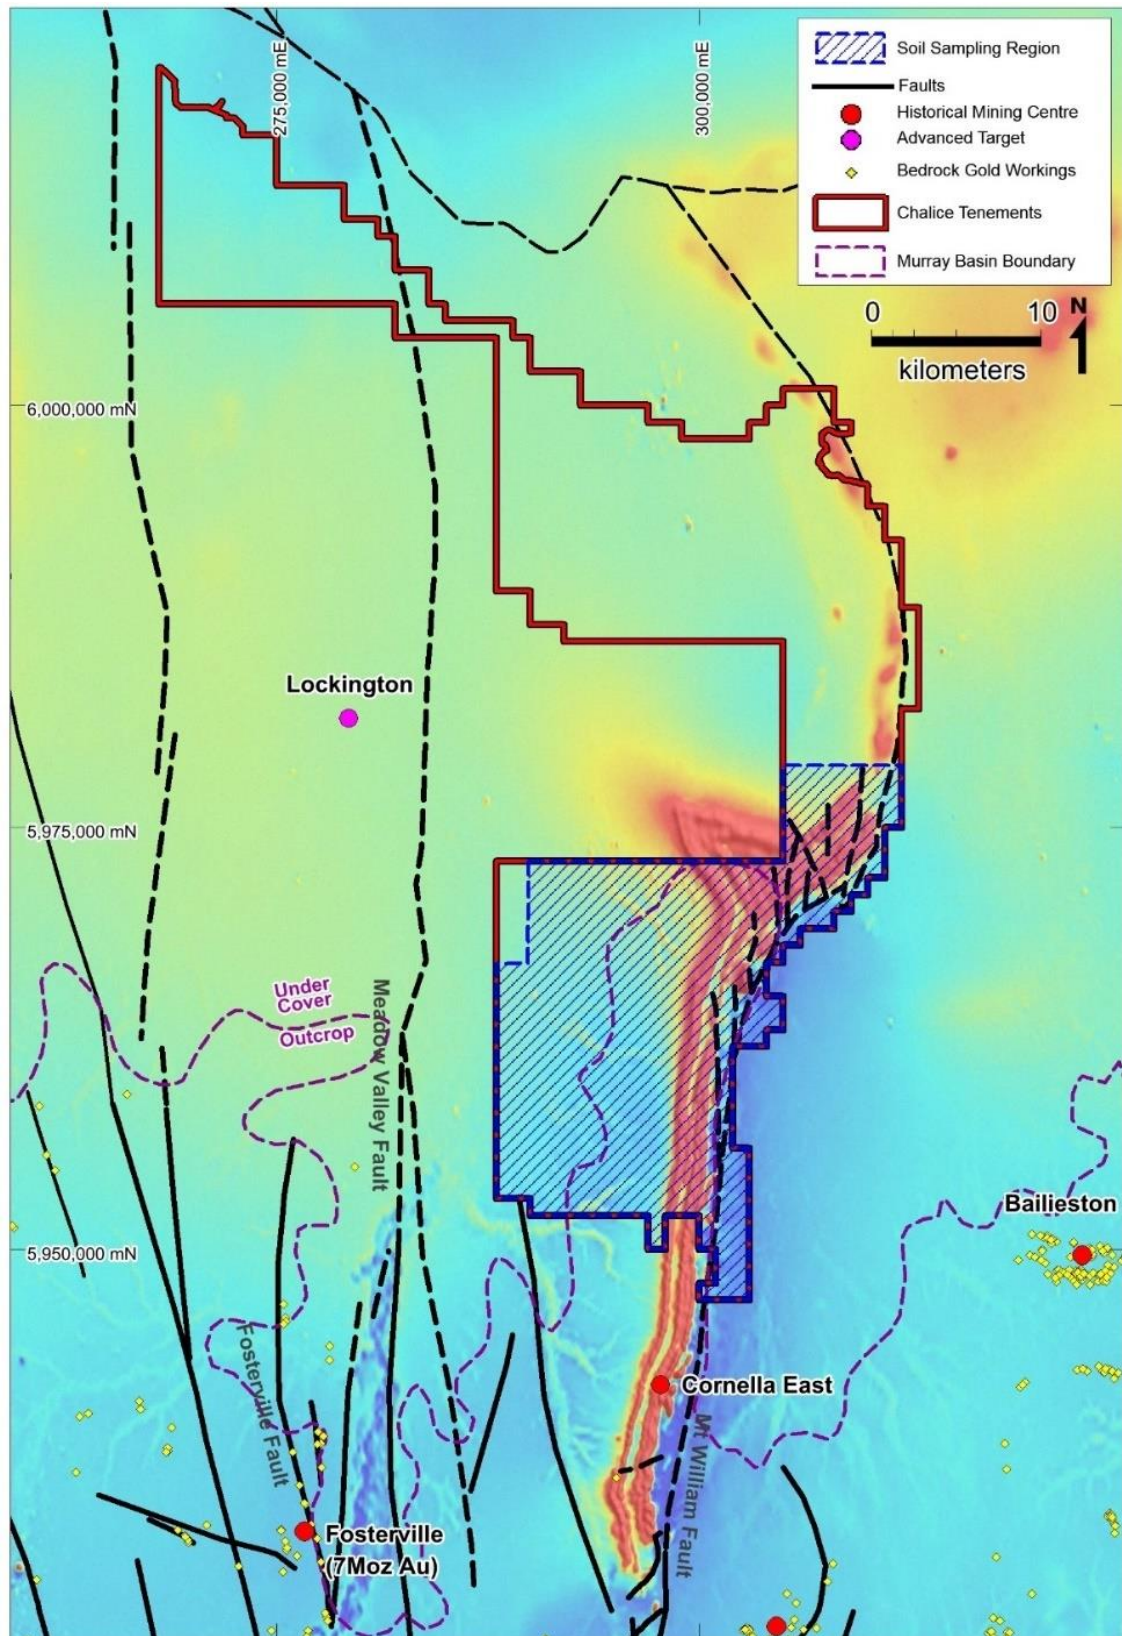 275,000 mE
300,000 mE
Soil Sampling Region
Faults
Historical Mining Centre
Advanced Target
Bedrock Gold Workings
Chalice Tenements
Murray Basin Boundary
0 10 N
kilometers
6,000,000 mN
Lockington
5,975,000 mN
Under
Cover
Outcrop
Meadow Valley Fault
Bailieston
5,950,000 mN
Fosterville Fault
Cornella East
Mt William Fault
Fosterville
(7Moz Au)